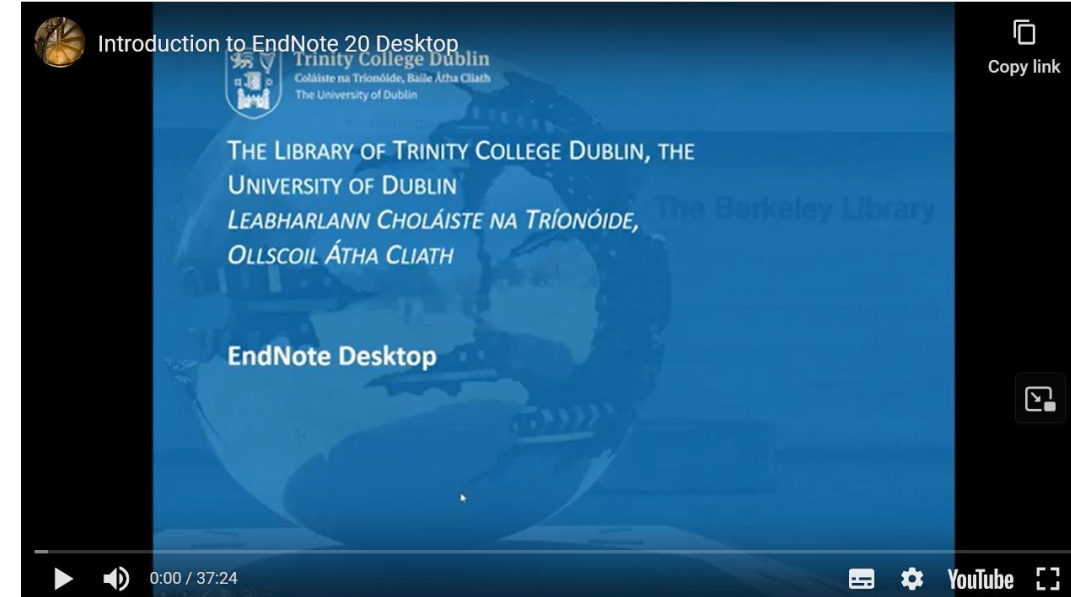 Introduction to EndNote 20 Desktop
Copy link
Trinity College Dublin
Coláiste na Tríonóide, Baile Átha Cliath
The University of Dublin
THE LIBRARY OF TRINITY COLLEGE DUBLIN, THE
UNIVERSITY OF DUBLIN
LEABHARLANN CHOLÁISTE NA TRÍONÓIDE,
OLLSCOIL ÁTHA CLIATH
The Berkeley Library
EndNote Desktop
0:00 / 37:24
YouTube